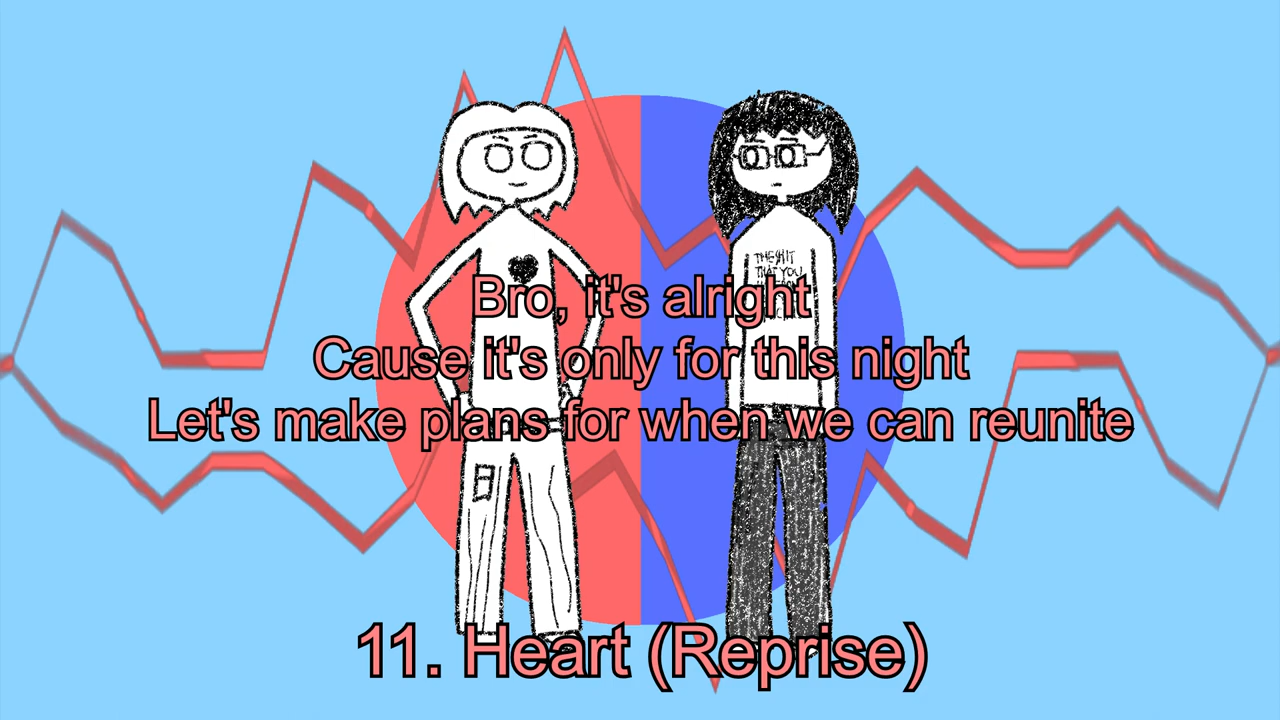 THE SHIT
THAT YOU
Bro, it's alright
Cause it's only for this night
Let's make plans for when we can reunite
11. Heart (Reprise)